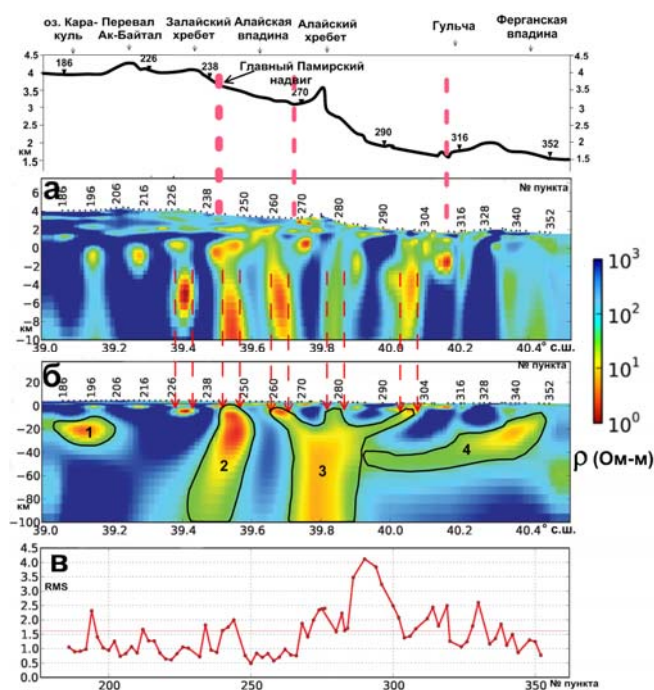 оз. Кара-
куль
Перевал
Ак-Байтал
Залайский
хребет
Алайская
впадина
Алайский
хребет
Гульча
Ферганская
впадина
Главный Памирский
надвиг
4.5
4
3.5
3
2.5
2
км
1.5
186
226
238
270
290
316
352
4.5
4
3.5
3
2.5
2
1.5
а
№ пункта
186 196 206 216 226 238 250 260 270 280 290 304 316 328 340 352
6
4
2
0
−2
−4
−6
−8
км
−10
39.0 39.2 39.4 39.6 39.8 40.0 40.2 40.4° с.ш.
б
№ пункта
186 196 206 216 226 238 250 260 270 280 290 304 316 328 340 352
20
0
−20
−40
−60
−80
км
−100
1
2
3
4
39.0 39.2 39.4 39.6 39.8 40.0 40.2 40.4° с.ш.
10³
10²
10¹
10⁰
ρ (Ом-м)
в
RMS
4.5
4.0
3.5
3.0
2.5
2.0
1.5
1.0
0.5
0.0
200 250 300 350
№ пункта